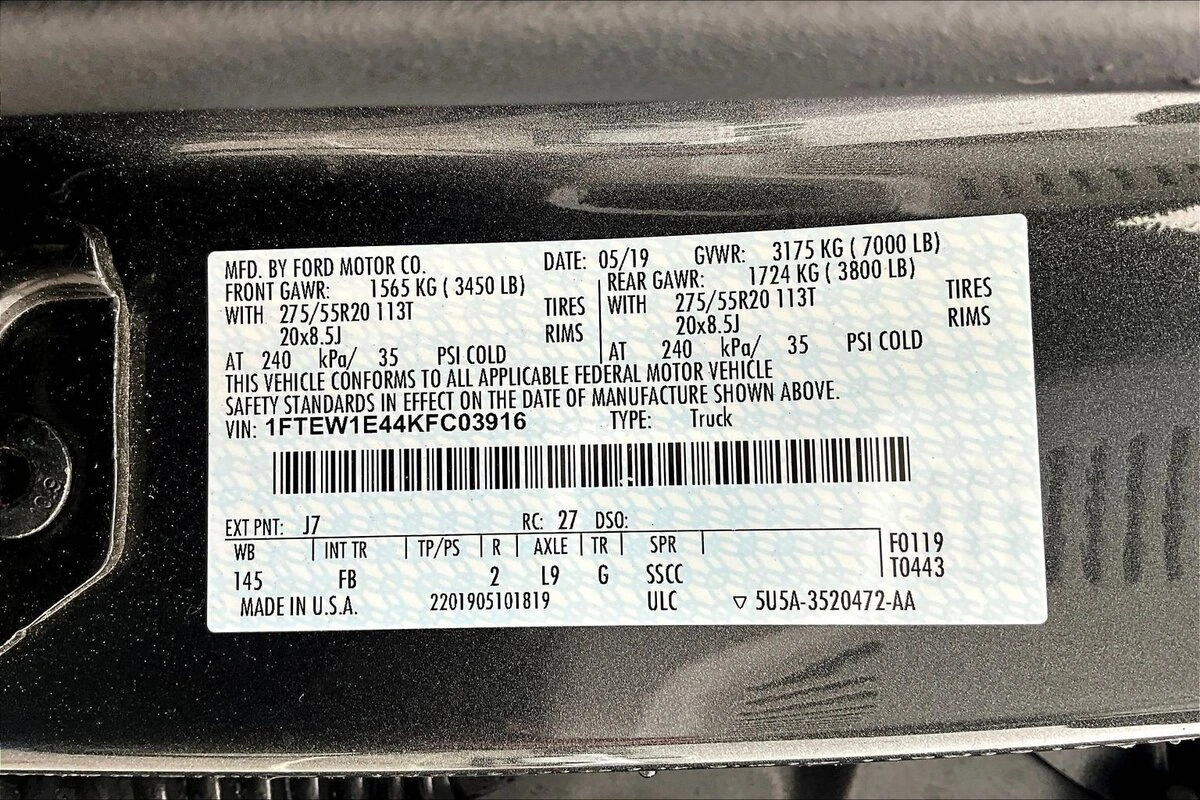 MFD. BY FORD MOTOR CO. DATE: 05/19 GVWR: 3175 KG ( 7000 LB)
FRONT GAWR: 1565 KG ( 3450 LB) REAR GAWR: 1724 KG ( 3800 LB)
WITH 275/55R20 113T TIRES WITH 275/55R20 113T TIRES
20x8.5J RIMS 20x8.5J RIMS
AT 240 kPa/ 35 PSI COLD AT 240 kPa/ 35 PSI COLD
THIS VEHICLE CONFORMS TO ALL APPLICABLE FEDERAL MOTOR VEHICLE
SAFETY STANDARDS IN EFFECT ON THE DATE OF MANUFACTURE SHOWN ABOVE.
VIN: 1FTEW1E44KFC03916 TYPE: Truck
EXT PNT: J7 RC: 27 DSO:
WB INT TR TP/PS R AXLE TR SPR F0119
145 FB 2 L9 G SSCC T0443
MADE IN U.S.A. 2201905101819 ULC ▽ 5U5A-3520472-AA